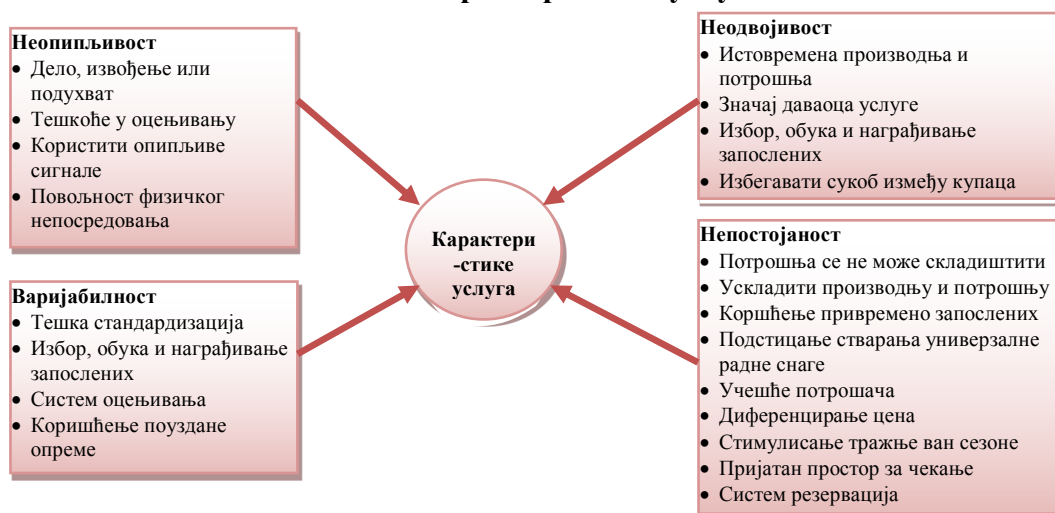 Неопипљивост
• Дело, извођење или
подухват
• Тешкоће у оцењивању
• Користити опипљиве
сигнале
• Повољност физичког
непосредовања
Неодвојивост
• Истовремена производња и
потрошња
• Значај даваоца услуге
• Избор, обука и награђивање
запослених
• Избегавати сукоб између купаца
Карактери
-стике
услуга
Варијабилност
• Тешка стандардизација
• Избор, обука и награђивање
запослених
• Систем оцењивања
• Коришћење поуздане
опреме
Непостојаност
• Потрошња се не може складиштити
• Ускладити производњу и потрошњу
• Коршћење привремено запослених
• Подстицање стварања универзалне
радне снаге
• Учешће потрошача
• Диференцирање цена
• Стимулисање тражње ван сезоне
• Пријатан простор за чекање
• Систем резервација